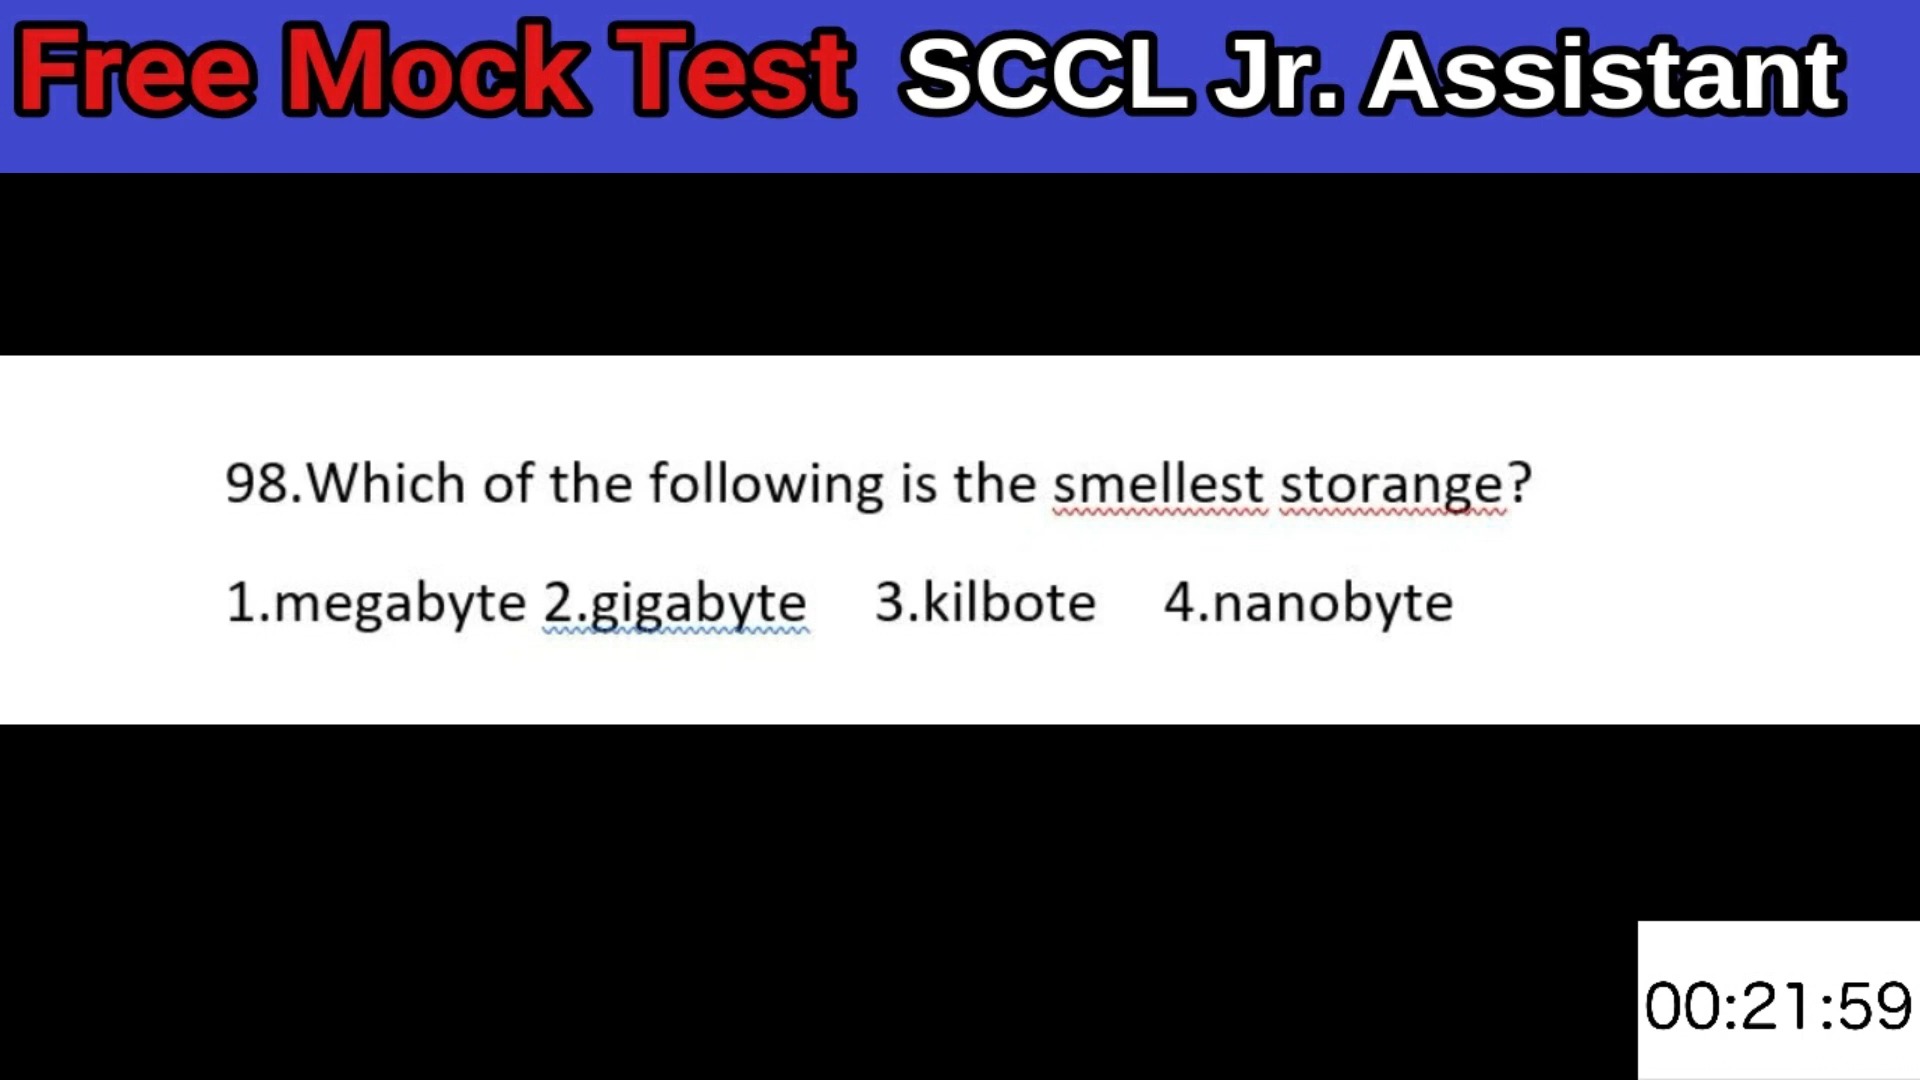 Free Mock Test SCCL Jr. Assistant
98.Which of the following is the smellest storange?
1.megabyte 2.gigabyte 3.kilbote 4.nanobyte
00:21:59